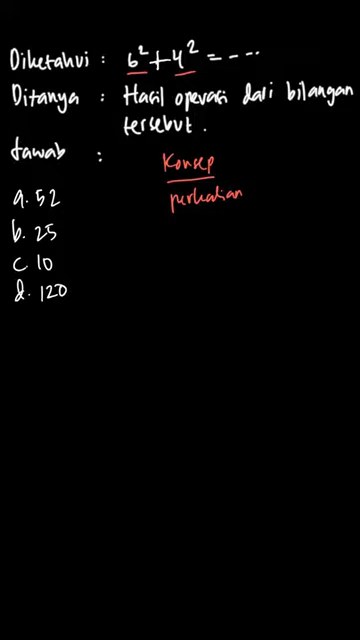 Diketahui : 6² + 4² = ....
Ditanya : Hasil operasi dari bilangan
tersebut.
Jawab :
Konsep
perkalian
a. 52
b. 25
c. 10
d. 120